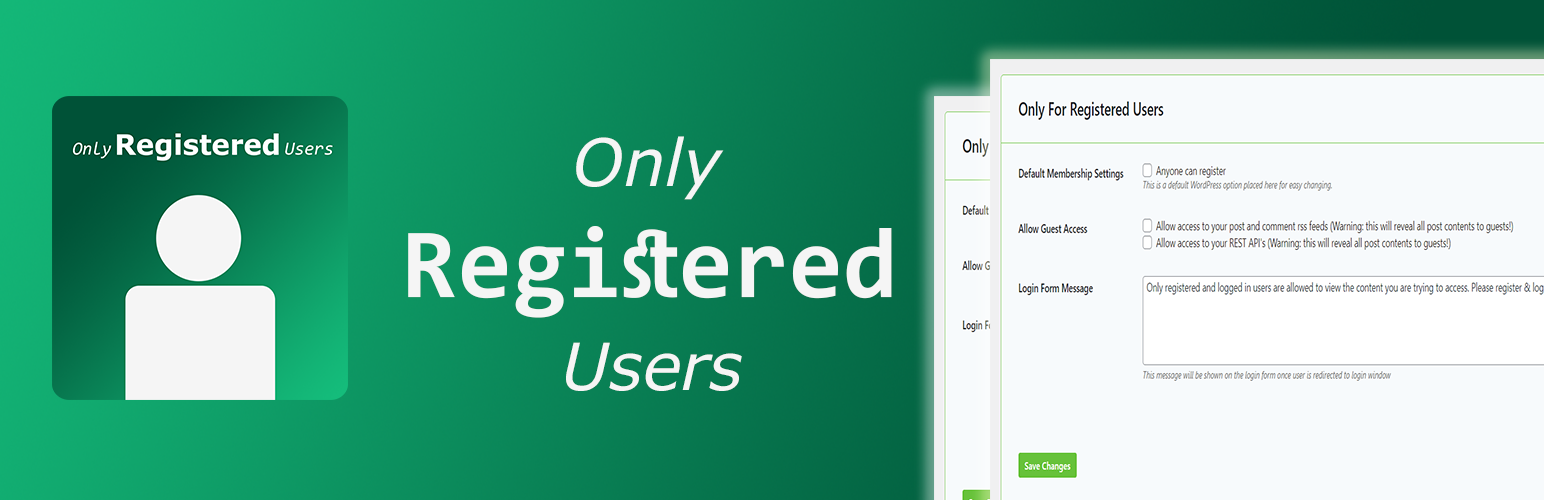 Only Registered Users
Only
Registered
Users
Only
Default
Allow G
Login Fo
Only For Registered Users
Default Membership Settings
Anyone can register
This is a default WordPress option placed here for easy changing.
Allow Guest Access
Allow access to your post and comment rss feeds (Warning: this will reveal all post contents to guests!)
Allow access to your REST API's (Warning: this will reveal all post contents to guests!)
Login Form Message
Only registered and logged in users are allowed to view the content you are trying to access. Please register & log
This message will be shown on the login form once user is redirected to login window
Save Changes